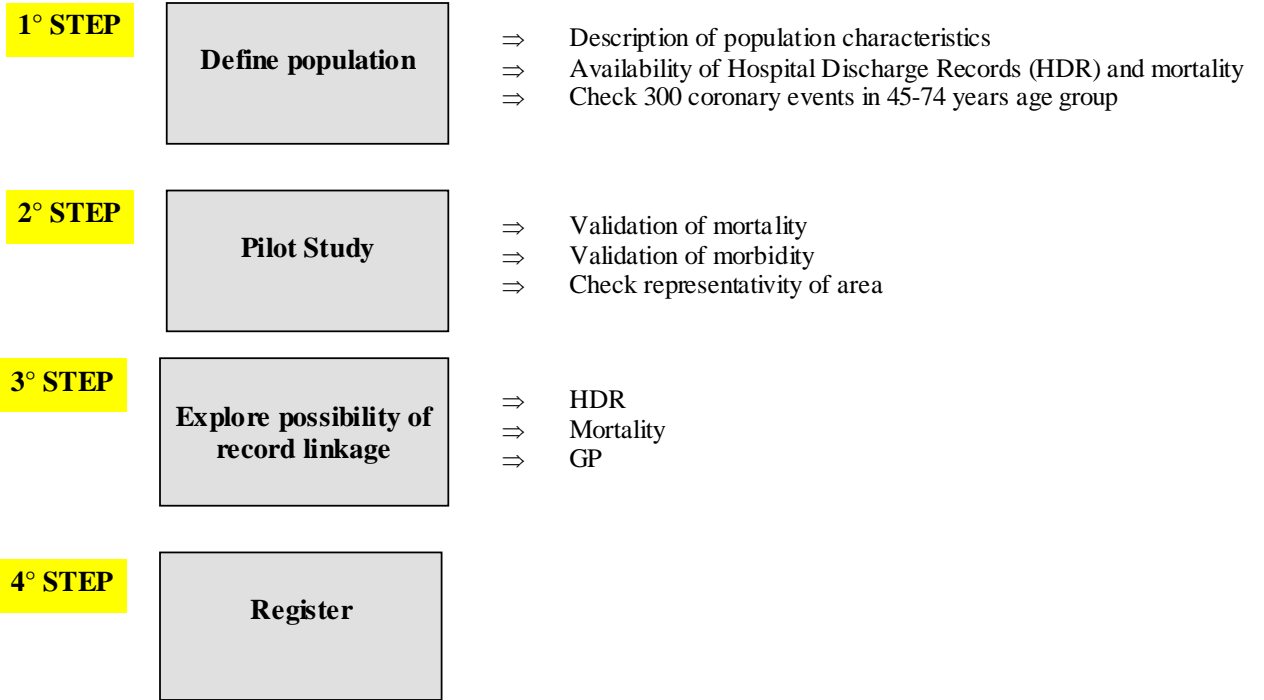 1° STEP
Define population
⇒ Description of population characteristics
⇒ Availability of Hospital Discharge Records (HDR) and mortality
⇒ Check 300 coronary events in 45-74 years age group
2° STEP
Pilot Study
⇒ Validation of mortality
⇒ Validation of morbidity
⇒ Check representativity of area
3° STEP
Explore possibility of
record linkage
⇒ HDR
⇒ Mortality
⇒ GP
4° STEP
Register